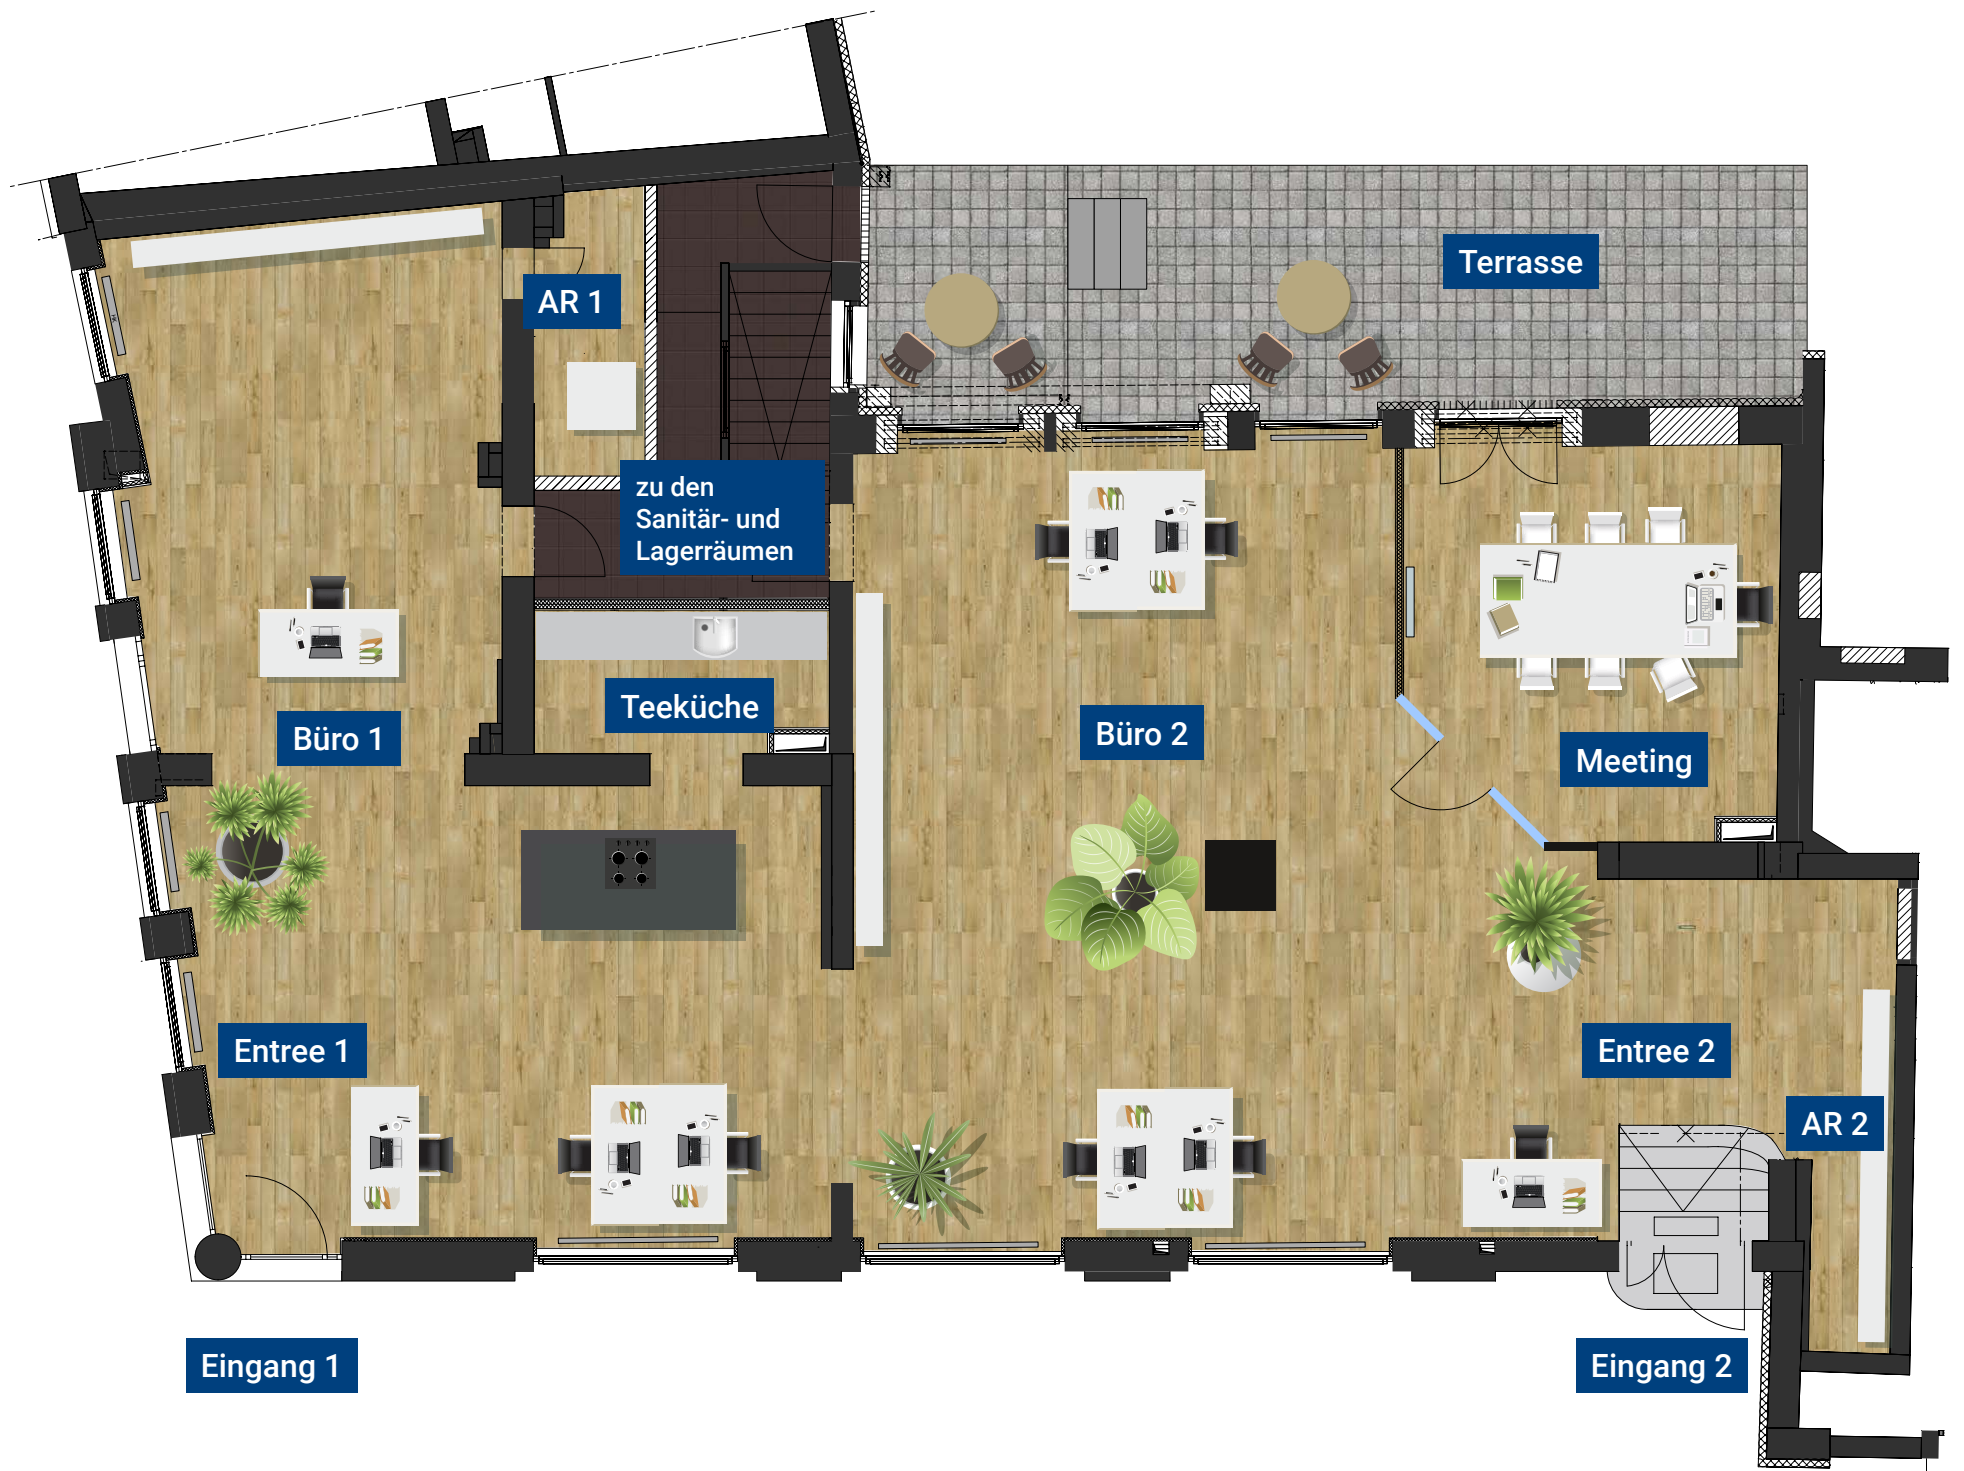 Terrasse
AR 1
zu den
Sanitär- und
Lagerräumen
Teeküche
Büro 1
Büro 2
Meeting
Entree 1
Entree 2
AR 2
Eingang 1
Eingang 2